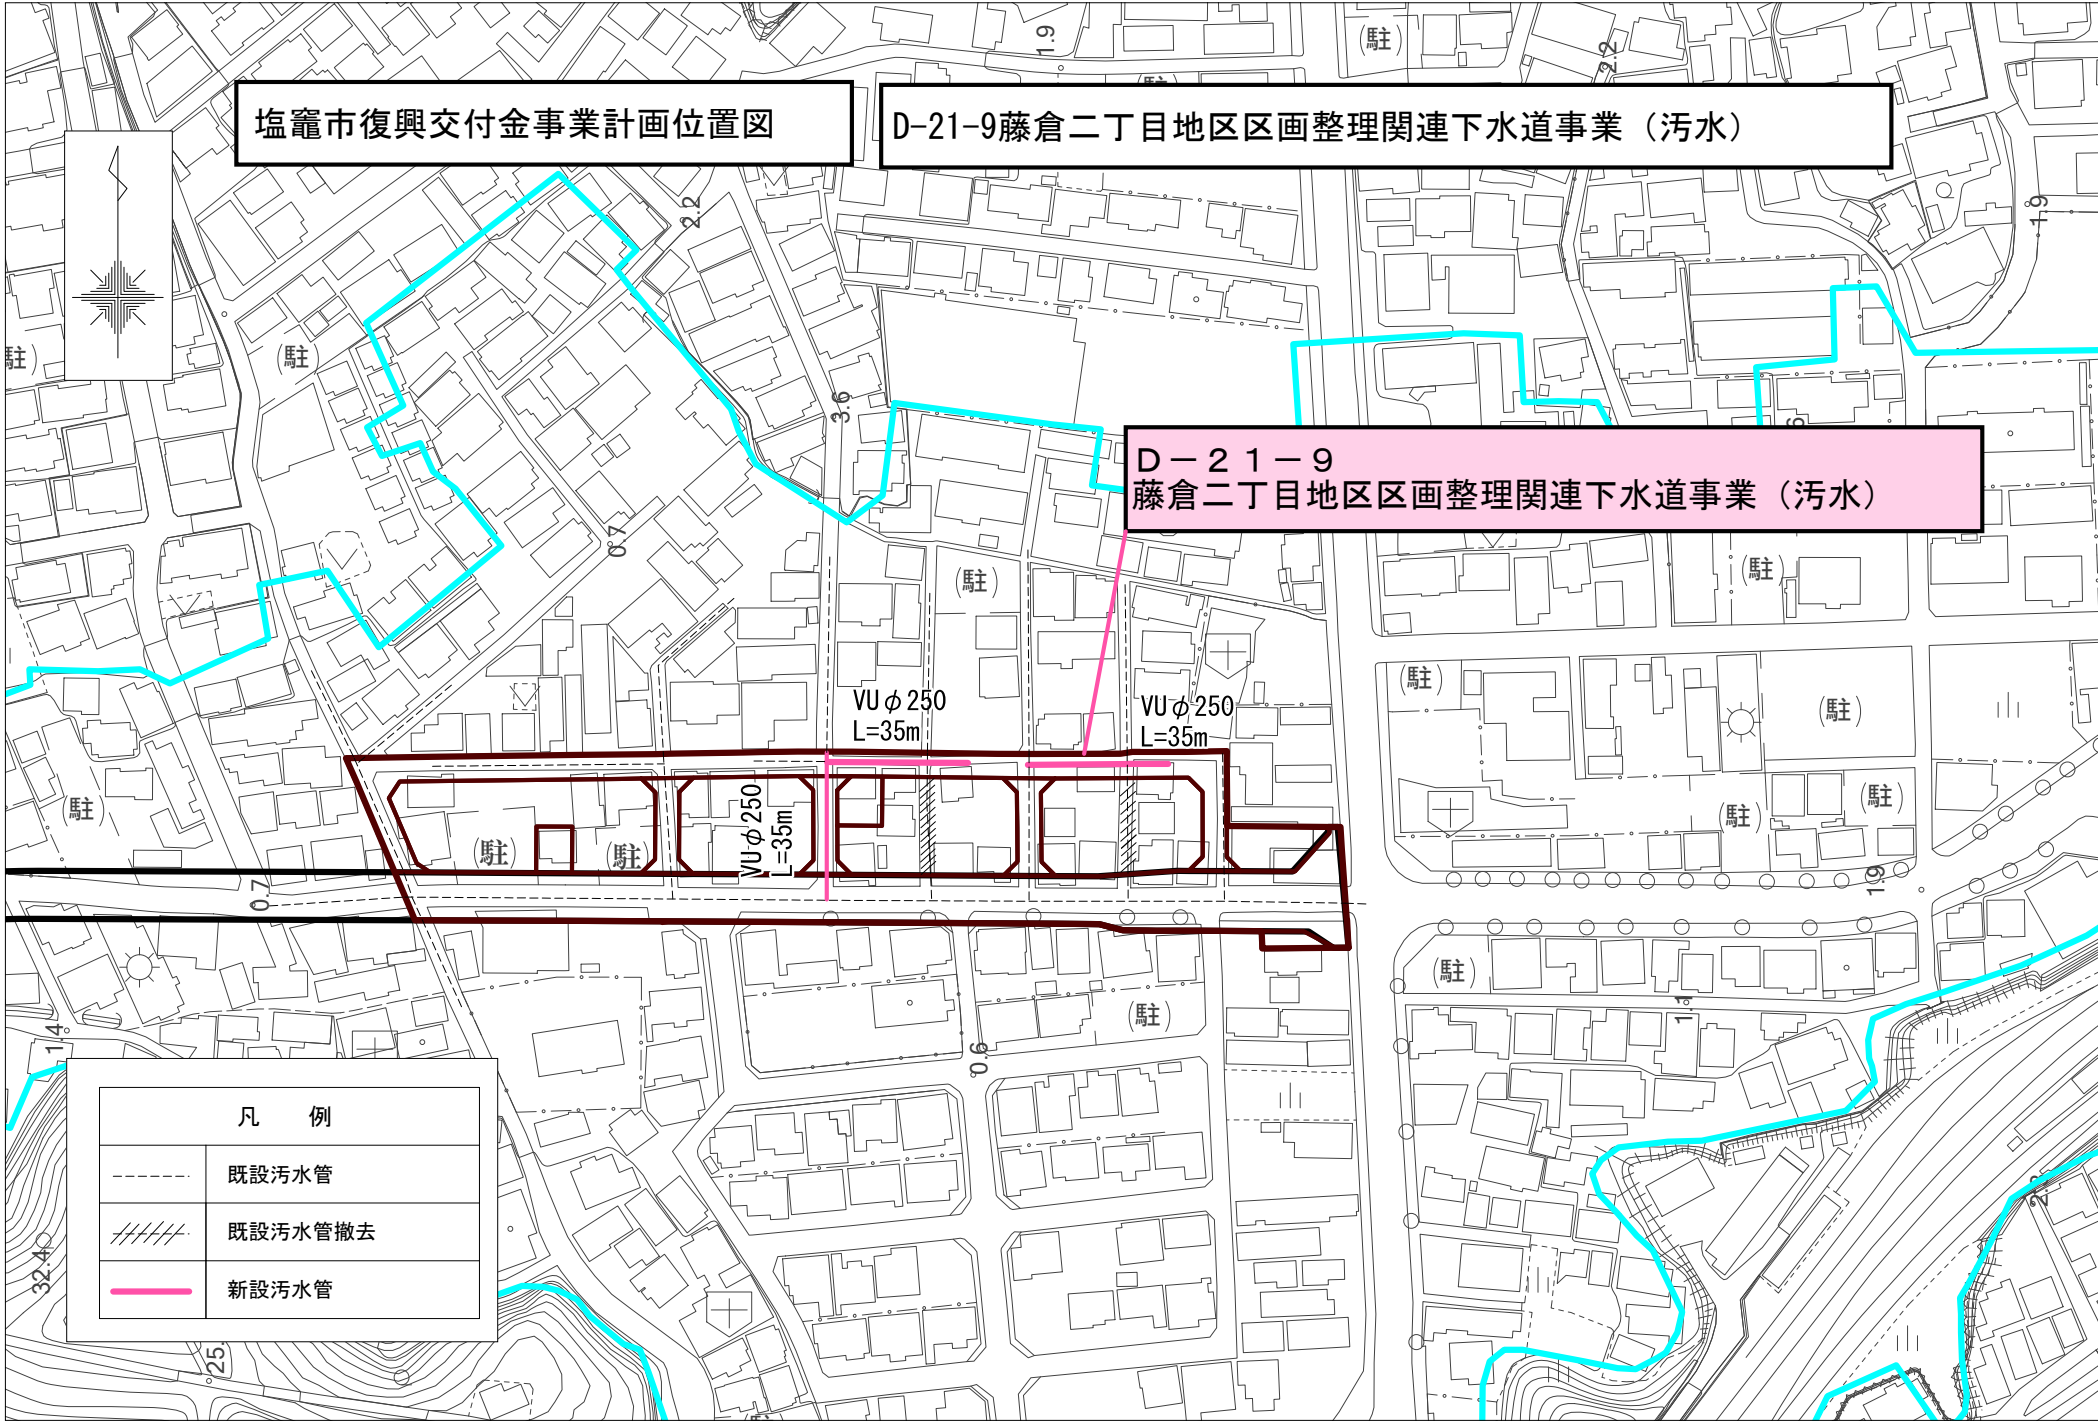 塩竈市復興交付金事業計画位置図
D-21-9藤倉二丁目地区区画整理関連下水道事業（汚水）
1.9
(駐)
2.2
2.2
1.9
(駐)
駐)
3.6
D－２１－９
藤倉二丁目地区区画整理関連下水道事業（汚水）
0.7
(駐)
(駐)
(駐)
(駐)
VUφ250
L=35m
VUφ250
L=35m
(駐)
(駐)
(駐)
VUφ250
L=35m
(駐)
(駐)
0.7
1.9
(駐)
(駐)
1.1
1.4
0.6
凡　例
既設汚水管
既設汚水管撤去
新設汚水管
32.4
25.